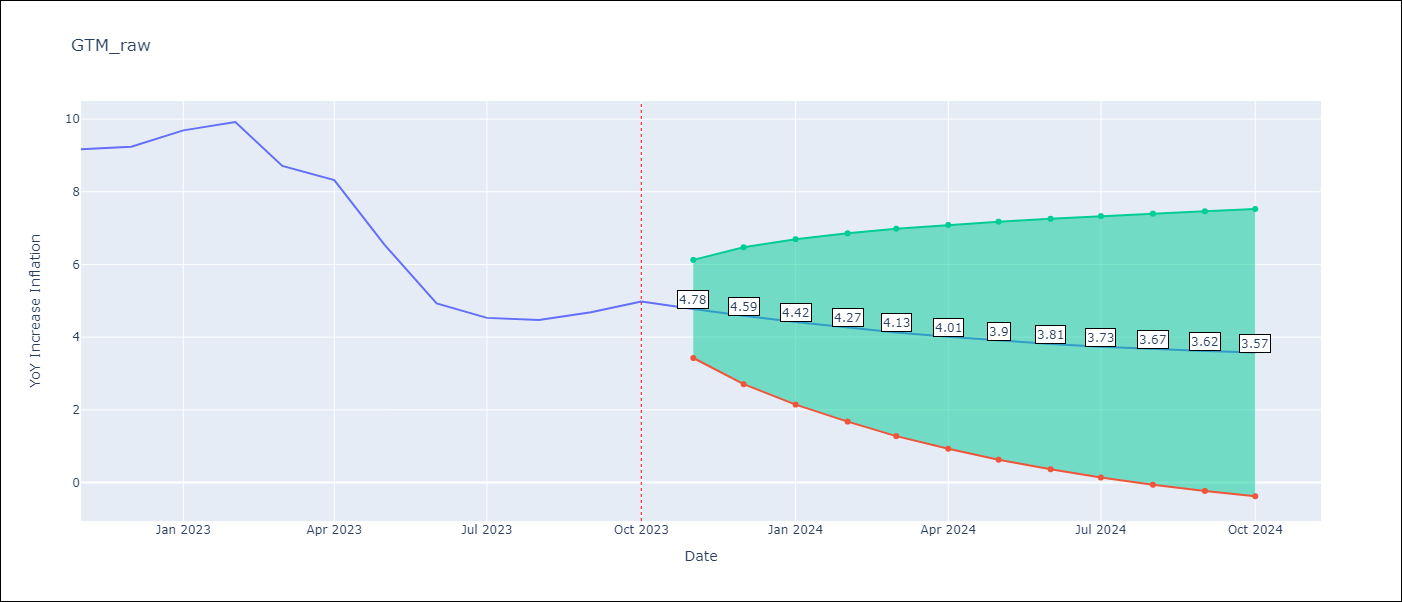 GTM_raw
YoY Increase Inflation
10
8
6
4
2
0
4.78
4.59
4.42
4.27
4.13
4.01
3.9
3.81
3.73
3.67
3.62
3.57
Jan 2023
Apr 2023
Jul 2023
Oct 2023
Jan 2024
Apr 2024
Jul 2024
Oct 2024
Date